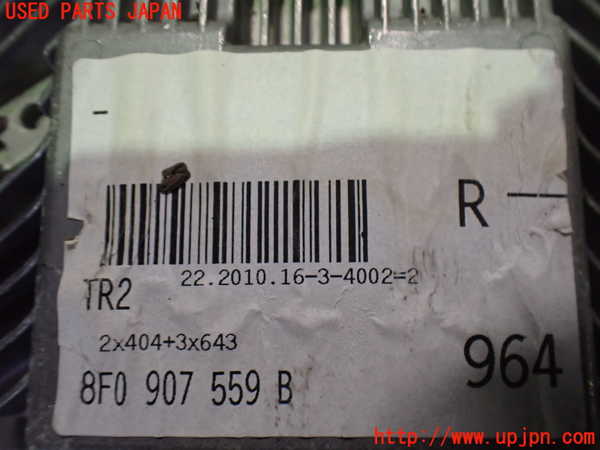 USED PARTS JAPAN
-
R -
22.2010.16-3-4002=2
TR2
2x404+3x643
964
8F0 907 559 B
http://www.upjpn.com/